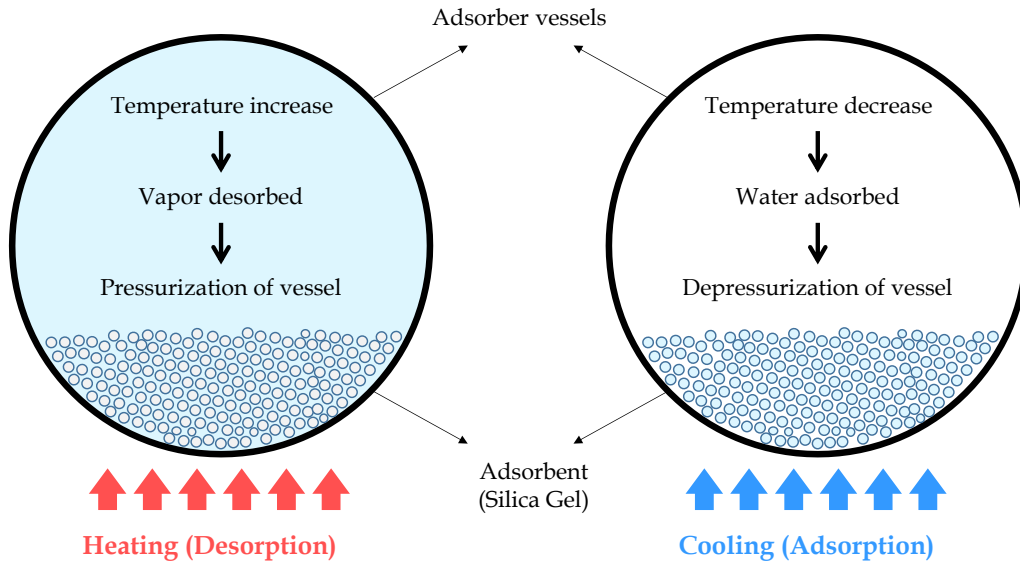 Adsorber vessels
Temperature increase
Vapor desorbed
Pressurization of vessel
Temperature decrease
Water adsorbed
Depressurization of vessel
Adsorbent
(Silica Gel)
Heating (Desorption)
Cooling (Adsorption)